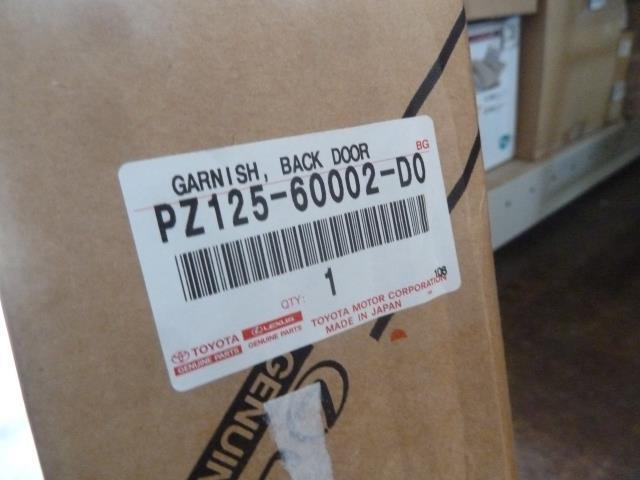 GARNISH, BACK DOOR
BG
PZ125-60002-D0
QTY: 1
108
TOYOTA LEXUS TOYOTA MOTOR CORPORATION
GENUINE PARTS GENUINE PARTS MADE IN JAPAN
GENUIN